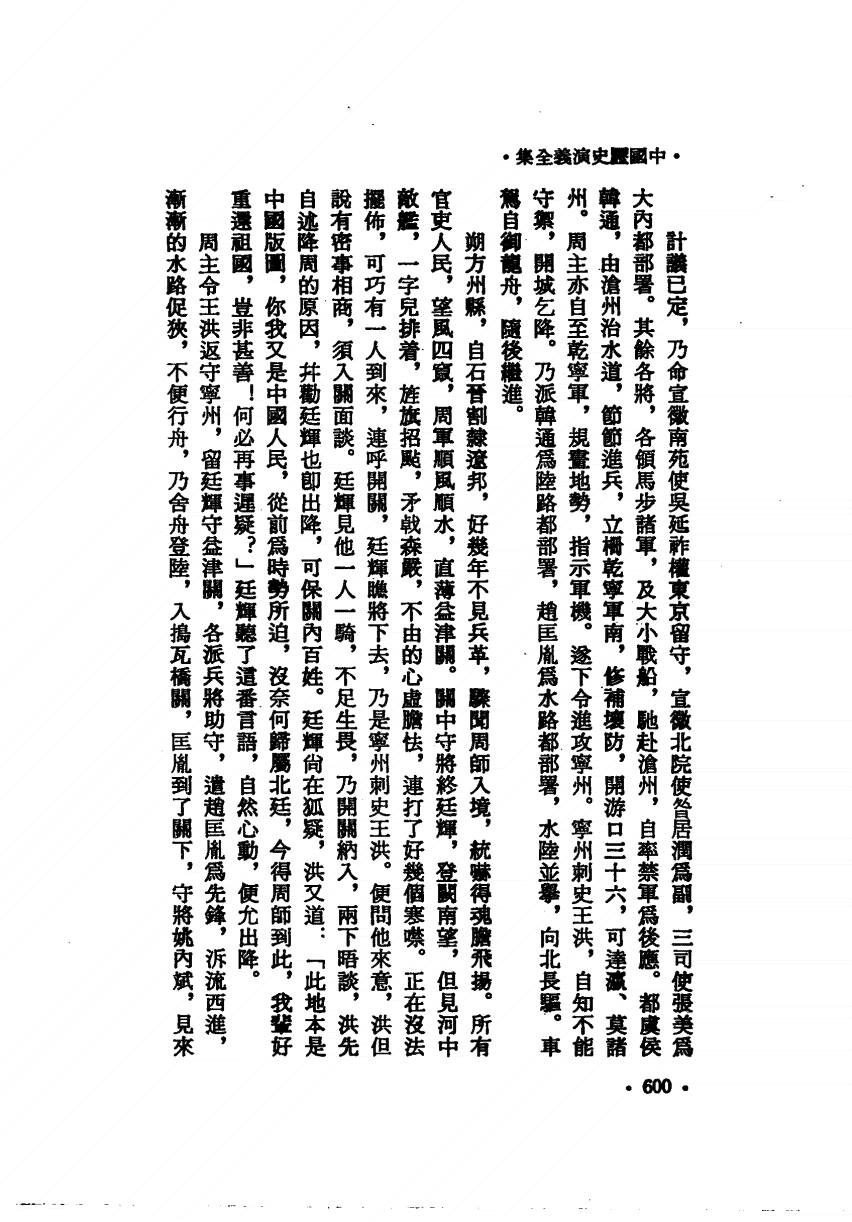 •中國歷史演義全集•
計議已定，乃命宣徽南苑使吳延祚權東京留守，宣徽北院使昝居潤爲副，三司使張美爲
大內都部署。其餘各將，各領馬步諸軍，及大小戰船，馳赴滄州，自率禁軍爲後應。都虞侯
韓通，由滄州治水道，節節進兵，立柵乾寧軍南，修補壞防，開游口三十六，可達瀛、莫諸
州。周主亦自至乾寧軍，規畫地勢，指示軍機。遂下令進攻寧州。寧州刺史王洪，自知不能
守禦，開城乞降。乃派韓通爲陸路都部署，趙匡胤爲水路都部署，水陸並舉，向北長驅。車
駕自御龍舟，隨後繼進。
朔方州縣，自石晉割隸遼邦，好幾年不見兵革，驟聞周師入境，統嚇得魂膽飛揚。所有
官吏人民，望風四竄，周軍順風順水，直薄益津關。關中守將終廷輝，登闕南望，但見河中
敵艦，一字兒排着，旌旗招颭，矛戟森嚴，不由的心虛膽怯，連打了好幾個寒噤。正在沒法
擺佈，可巧有一人到來，連呼開關，廷輝瞧將下去，乃是寧州刺史王洪。便問他來意，洪但
說有密事相商，須入關面談。廷輝見他一人一騎，不足生畏，乃開關納入，兩下晤談，洪先
自述降周的原因，幷勸廷輝也卽出降，可保關內百姓。廷輝尙在狐疑，洪又道：「此地本是
中國版圖，你我又是中國人民，從前爲時勢所迫，沒奈何歸屬北廷，今得周師到此，我輩好
重還祖國，豈非甚善！何必再事遲疑？」廷輝聽了這番言語，自然心動，便允出降。
周主令王洪返守寧州，留廷輝守益津關，各派兵將助守，遣趙匡胤爲先鋒，泝流西進，
漸漸的水路促狹，不便行舟，乃舍舟登陸，入搗瓦橋關，匡胤到了關下，守將姚內斌，見來
•600•